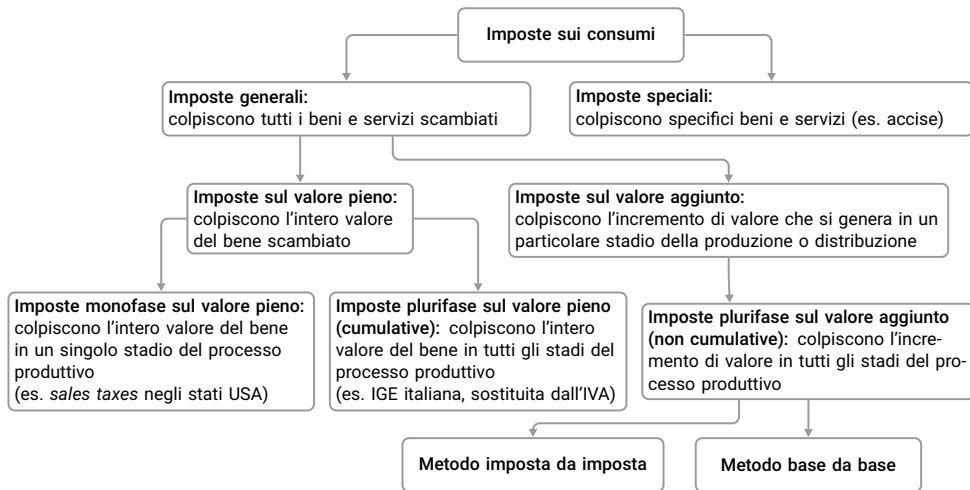 Imposte sui consumi
Imposte generali:
colpiscono tutti i beni e servizi scambiati
Imposte speciali:
colpiscono specifici beni e servizi (es. accise)
Imposte sul valore pieno:
colpiscono l'intero valore
del bene scambiato
Imposte sul valore aggiunto:
colpiscono l'incremento di valore che si genera in un
particolare stadio della produzione o distribuzione
Imposte monofase sul valore pieno:
colpiscono l'intero valore del bene
in un singolo stadio del processo
produttivo
(es. sales taxes negli stati USA)
Imposte plurifase sul valore pieno
(cumulative): colpiscono l'intero
valore del bene in tutti gli stadi del
processo produttivo
(es. IGE italiana, sostituita dall'IVA)
Imposte plurifase sul valore aggiunto
(non cumulative): colpiscono l'incre-
mento di valore in tutti gli stadi del pro-
cesso produttivo
Metodo imposta da imposta
Metodo base da base